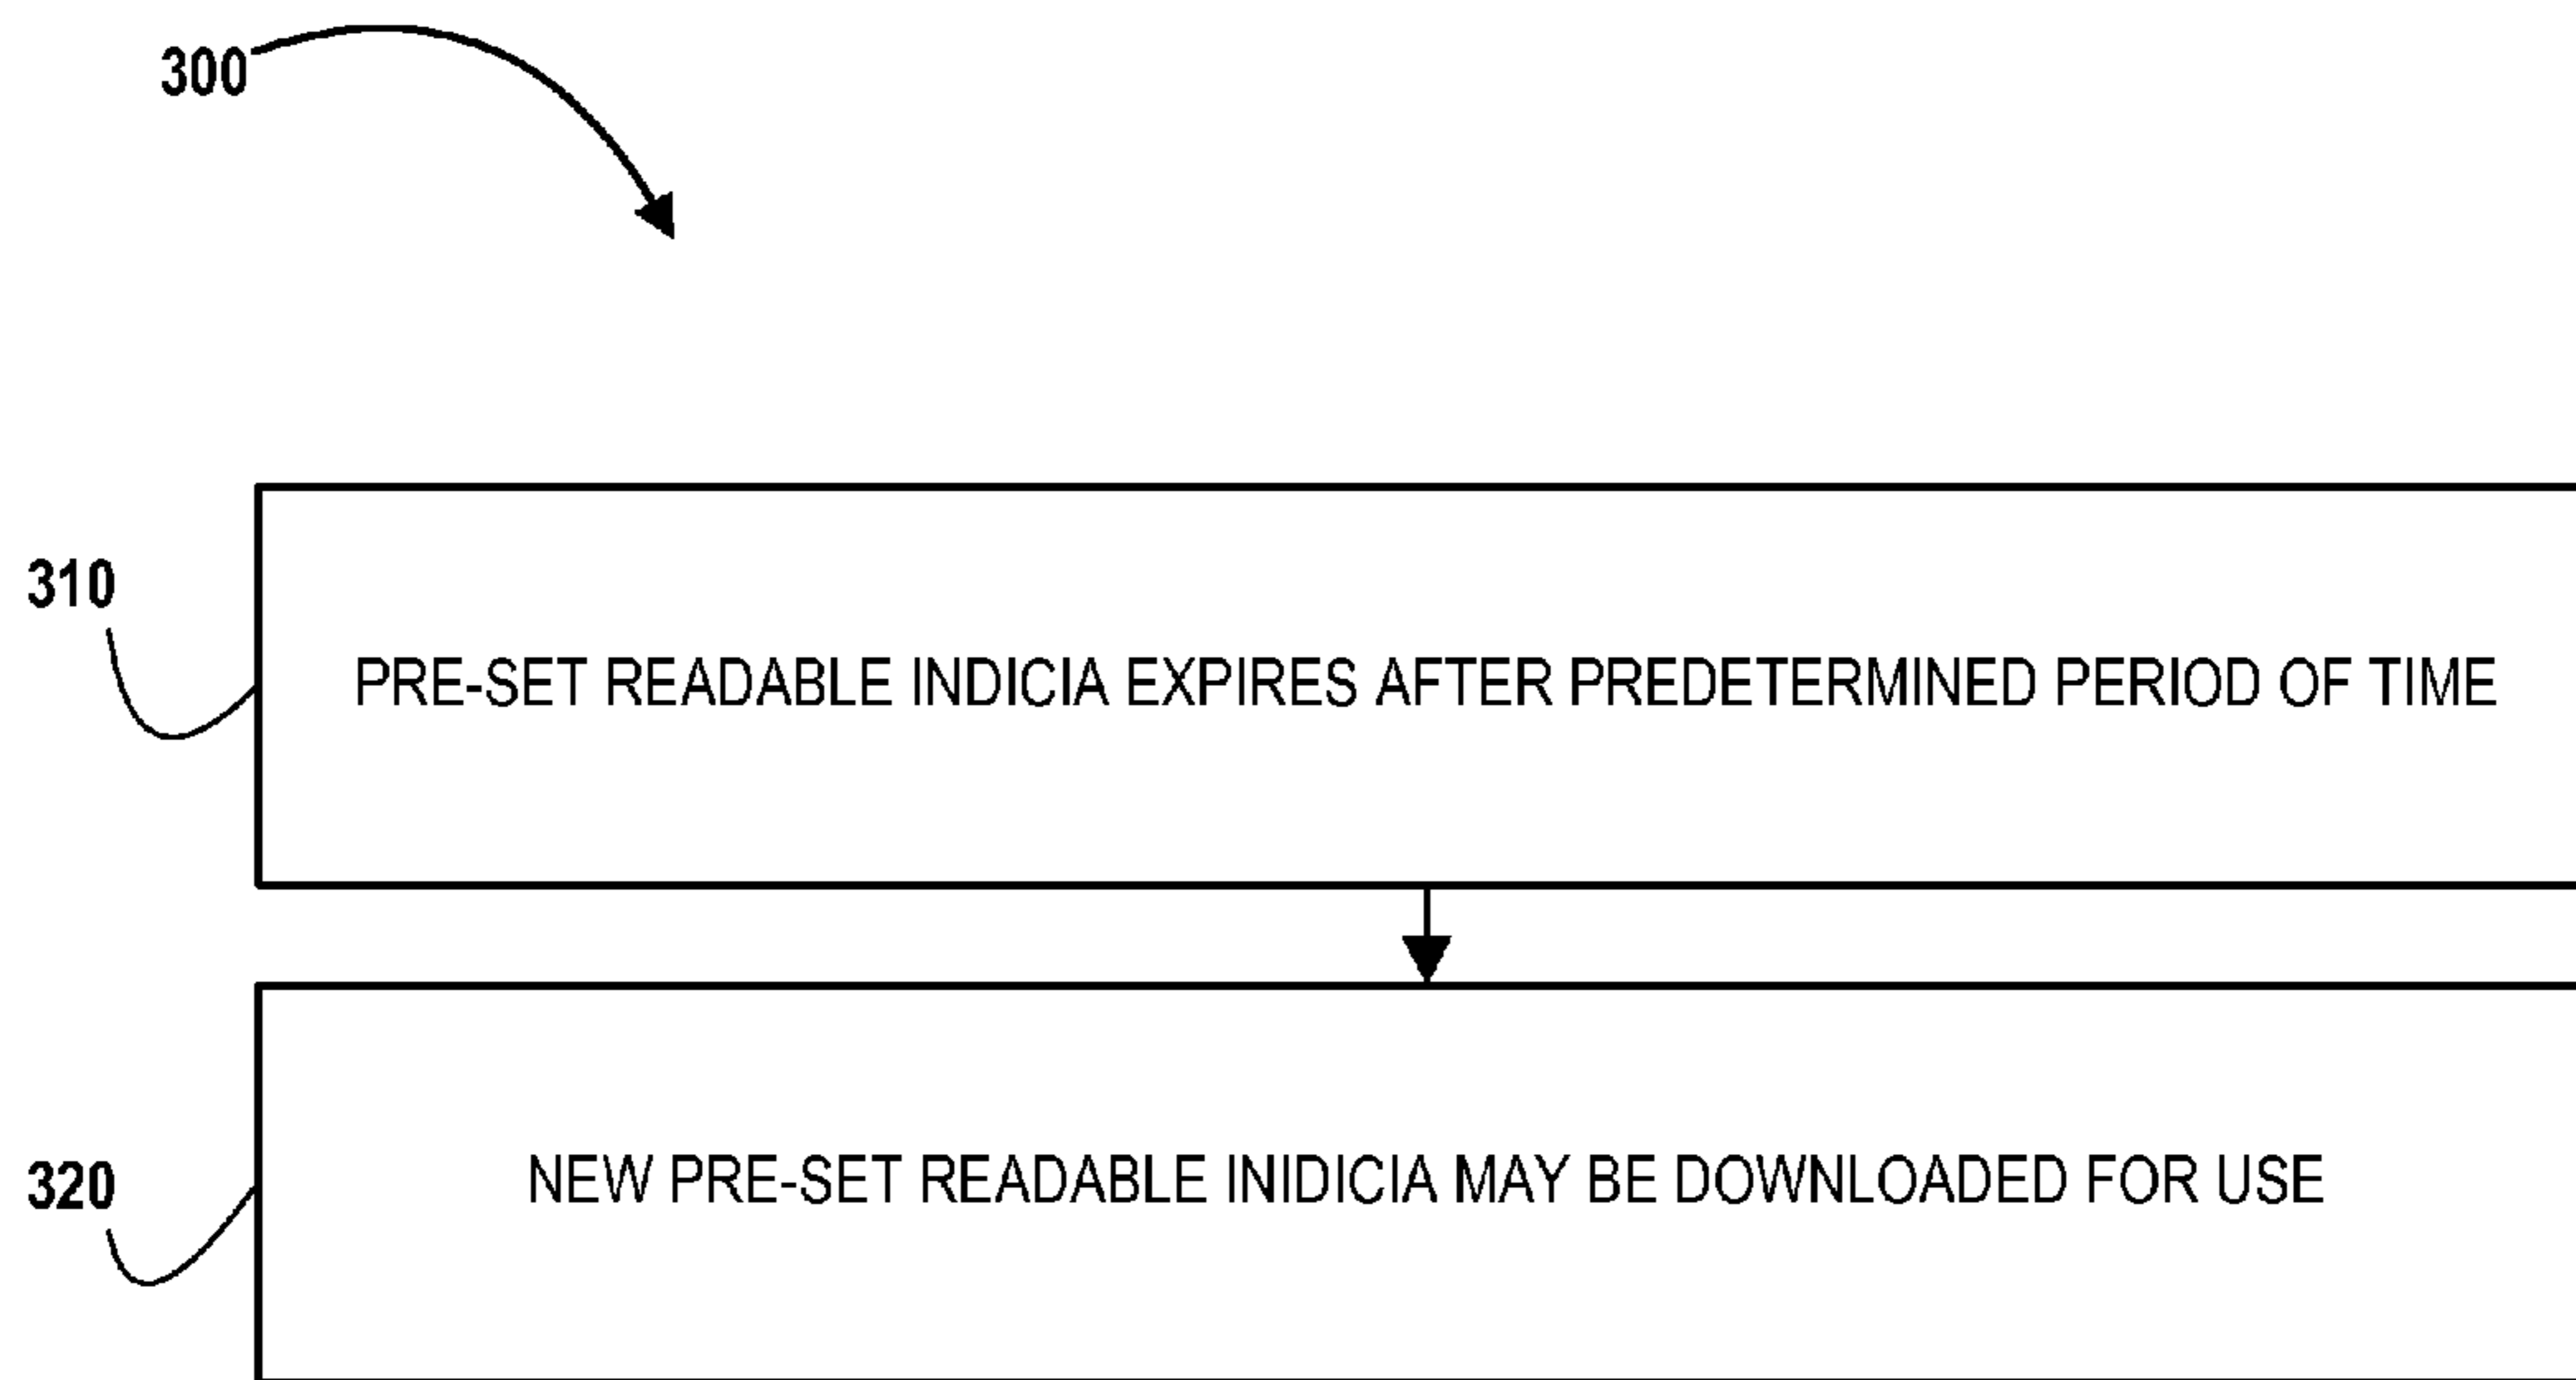 300
310
PRE-SET READABLE INDICIA EXPIRES AFTER PREDETERMINED PERIOD OF TIME
320
NEW PRE-SET READABLE INIDICIA MAY BE DOWNLOADED FOR USE